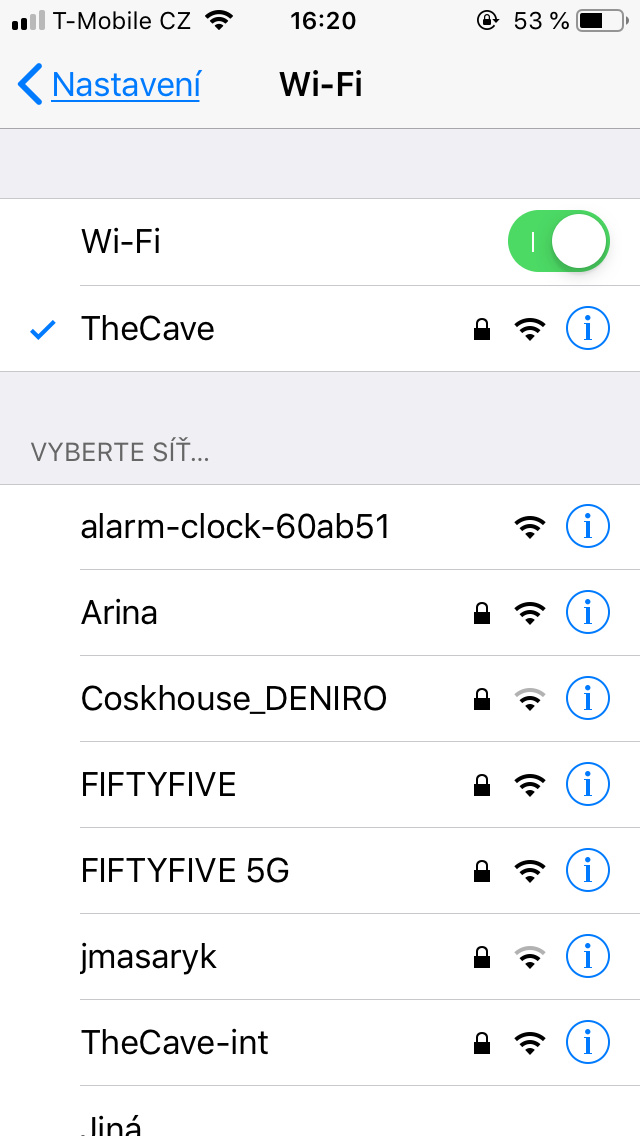 T-Mobile CZ 16:20 53 %
Nastavení Wi-Fi
Wi-Fi
TheCave
VYBERTE SÍŤ...
alarm-clock-60ab51
Arina
Coskhouse_DENIRO
FIFTYFIVE
FIFTYFIVE 5G
jmasaryk
TheCave-int
Jiná